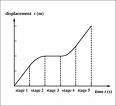 displacement s (m)
time t (s)
stage 1 stage 2 stage 3 stage 4 stage 5